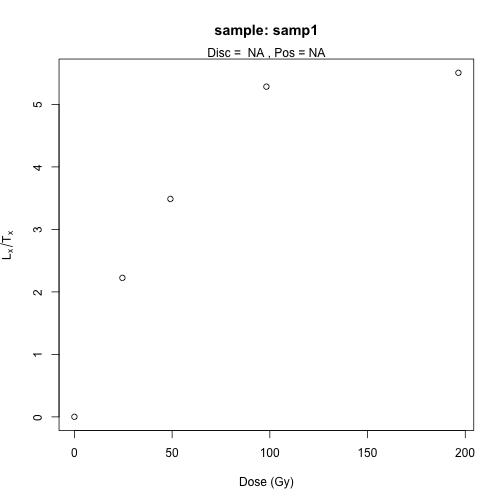 sample: samp1
Disc =  NA , Pos = NA
Lx/Tx
5
4
3
2
1
0
0 50 100 150 200
Dose (Gy)